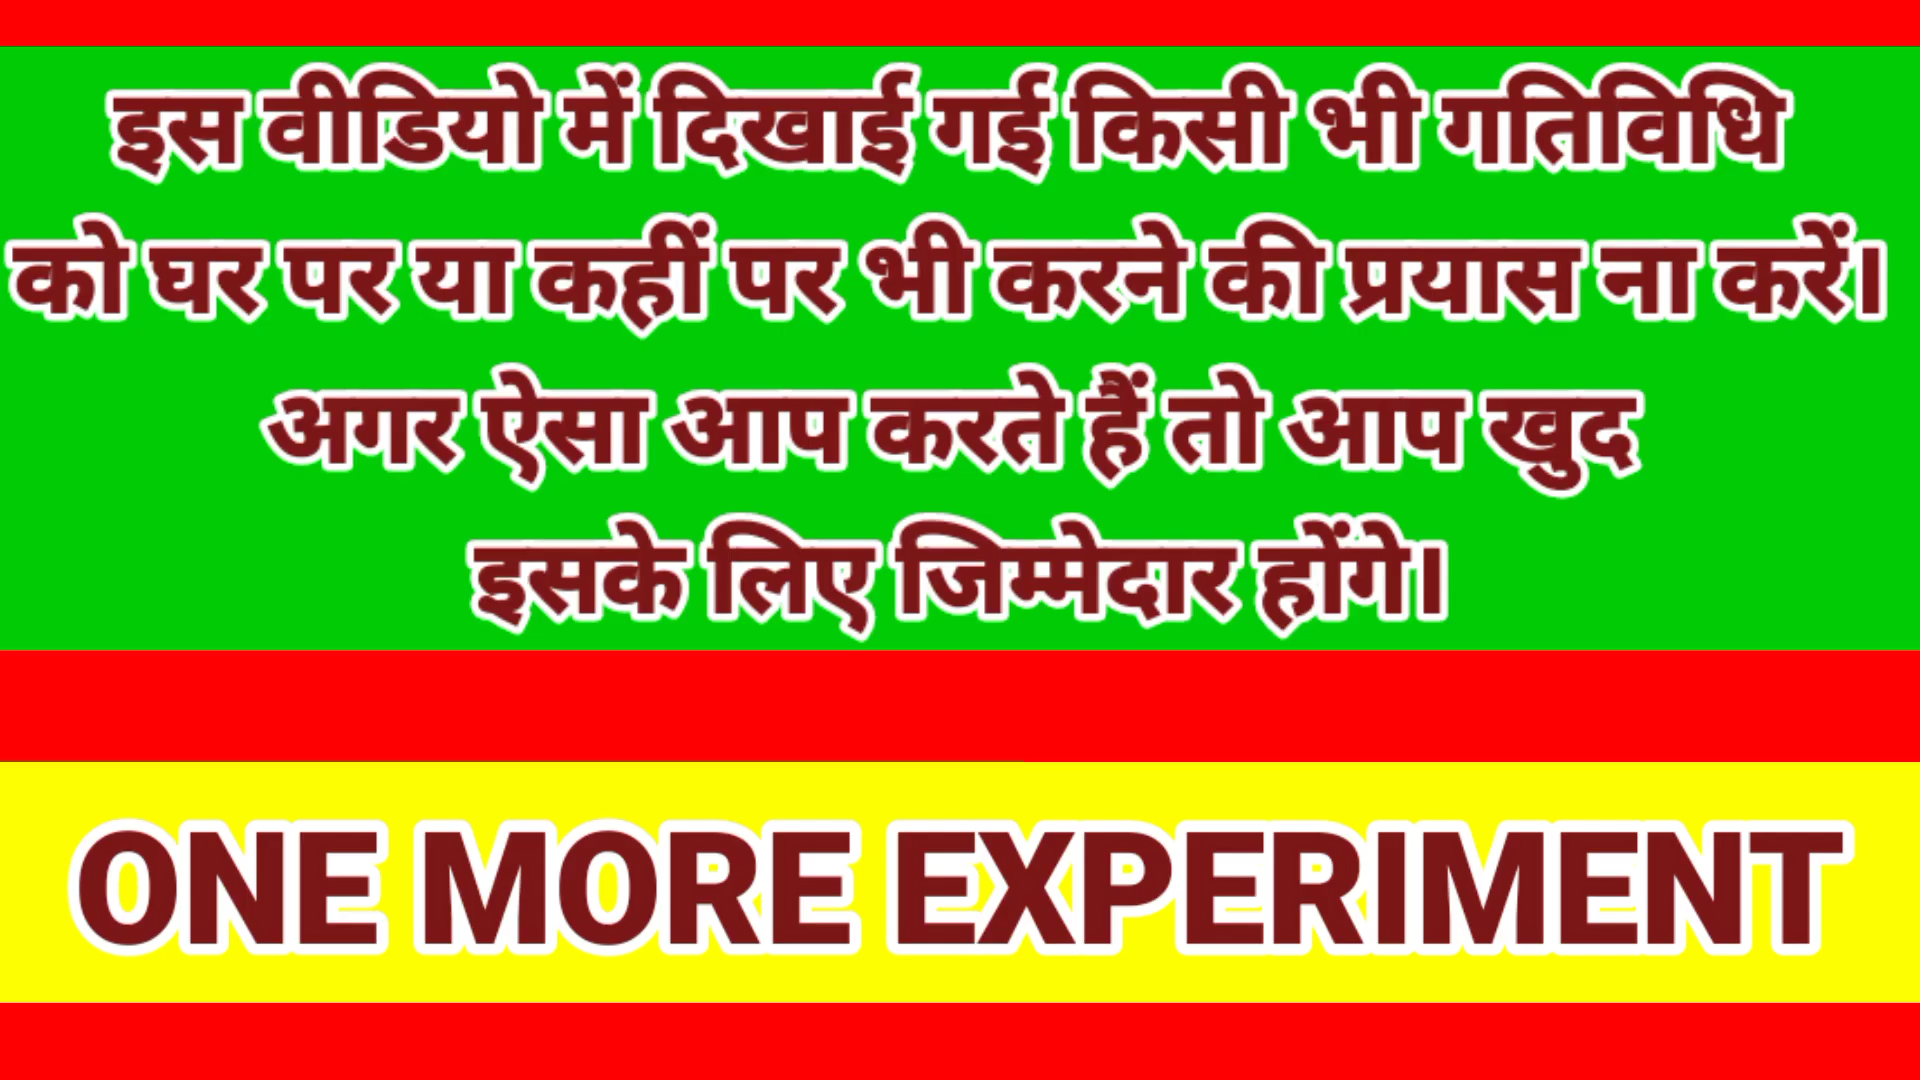 इस वीडियो में दिखाई गई किसी भी गतिविधि
को घर पर या कहीं पर भी करने की प्रयास ना करें।
अगर ऐसा आप करते हैं तो आप खुद
इसके लिए जिम्मेदार होंगे।
ONE MORE EXPERIMENT